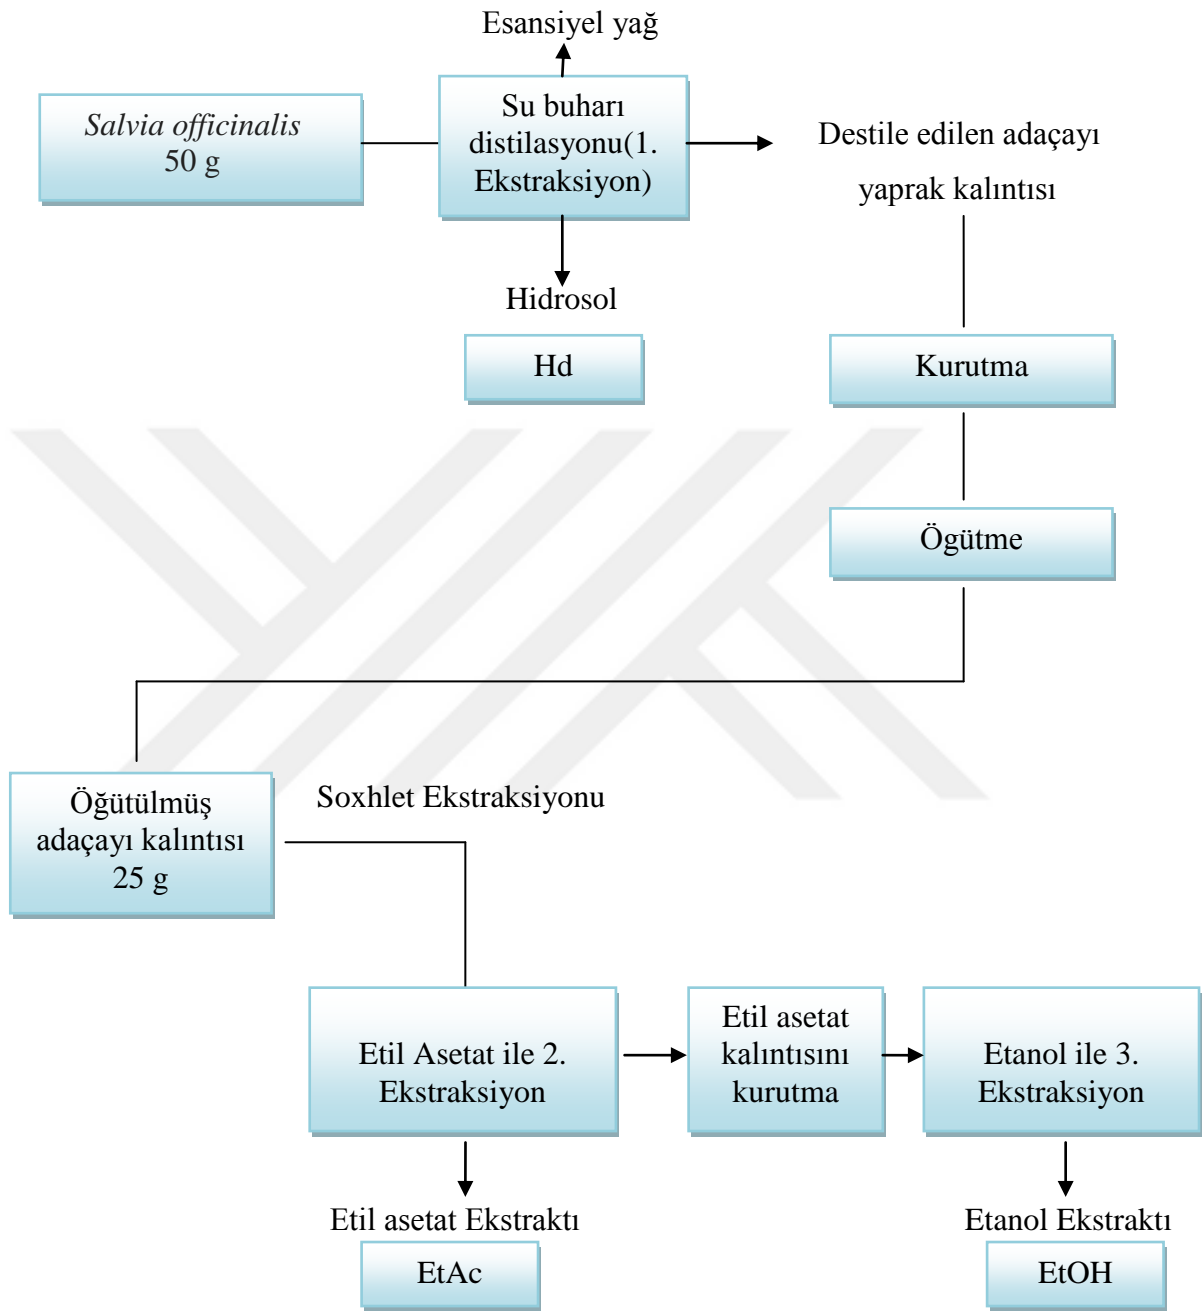 Esansiyel yağ
Salvia officinalis
50 g
Su buharı
distilasyonu(1.
Ekstraksiyon)
Destile edilen adaçayı
yaprak kalıntısı
Hidrosol
Hd
Kurutma
Ögütme
Öğütülmüş
adaçayı kalıntısı
25 g
Soxhlet Ekstraksiyonu
Etil Asetat ile 2.
Ekstraksiyon
Etil asetat
kalıntısını
kurutma
Etanol ile 3.
Ekstraksiyon
Etil asetat Ekstraktı
EtAc
Etanol Ekstraktı
EtOH